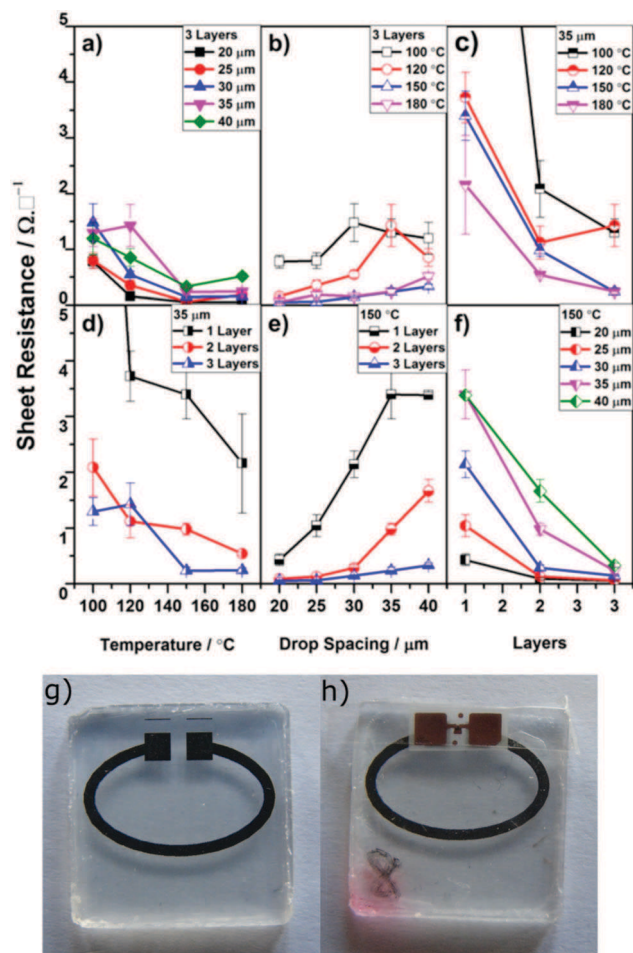 Sheet Resistance / Ω.□⁻¹
5
4
3
2
1
0
a)
3 Layers
20 μm
25 μm
30 μm
35 μm
40 μm
b)
3 Layers
100 °C
120 °C
150 °C
180 °C
c)
35 μm
100 °C
120 °C
150 °C
180 °C
5
4
3
2
1
0
d)
35 μm
1 Layer
2 Layers
3 Layers
e)
150 °C
1 Layer
2 Layers
3 Layers
f)
150 °C
20 μm
25 μm
30 μm
35 μm
40 μm
100 120 140 160 180
20 25 30 35 40
1 2 2 3 3
Temperature / °C
Drop Spacing / μm
Layers
g)
h)